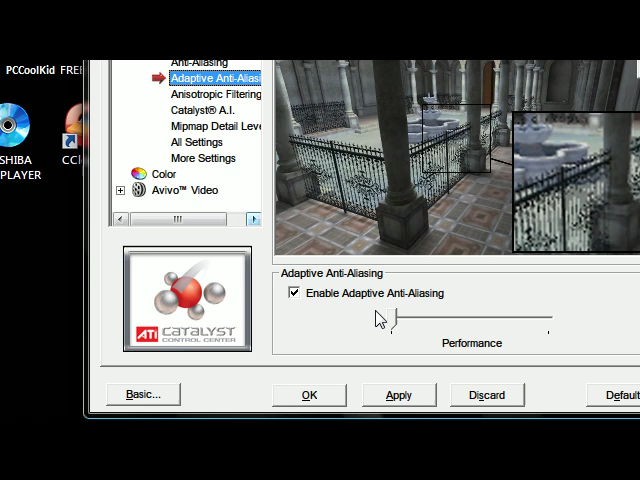 Anti-Aliasing
PCCoolKid FREE
Adaptive Anti-Aliasi
Anisotropic Filtering
Catalyst® A.I.
Mipmap Detail Leve
All Settings
SHIBA
PLAYER
CCl
More Settings
Color
Avivo™ Video
Adaptive Anti-Aliasing
Enable Adaptive Anti-Aliasing
ATI CATALYST
CONTROL CENTER
Performance
Basic...
OK
Apply
Discard
Default